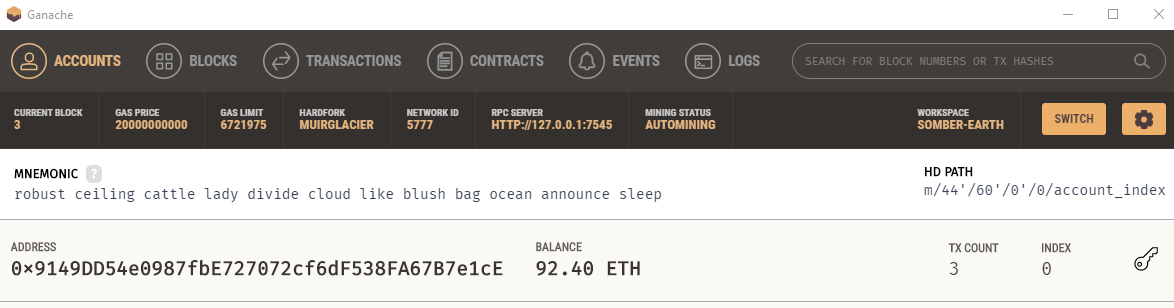 Ganache
ACCOUNTS BLOCKS TRANSACTIONS CONTRACTS EVENTS LOGS SEARCH FOR BLOCK NUMBERS OR TX HASHES
CURRENT BLOCK GAS PRICE GAS LIMIT HARDFORK NETWORK ID RPC SERVER MINING STATUS WORKSPACE
3 20000000000 6721975 MUIRGLACIER 5777 HTTP://127.0.0.1:7545 AUTOMINING SOMBER-EARTH SWITCH
MNEMONIC ? HD PATH
robust ceiling cattle lady divide cloud like blush bag ocean announce sleep m/44'/60'/0'/0/account_index
ADDRESS BALANCE TX COUNT INDEX
0×9149DD54e0987fbE727072cf6dF538FA67B7e1cE 92.40 ETH 3 0